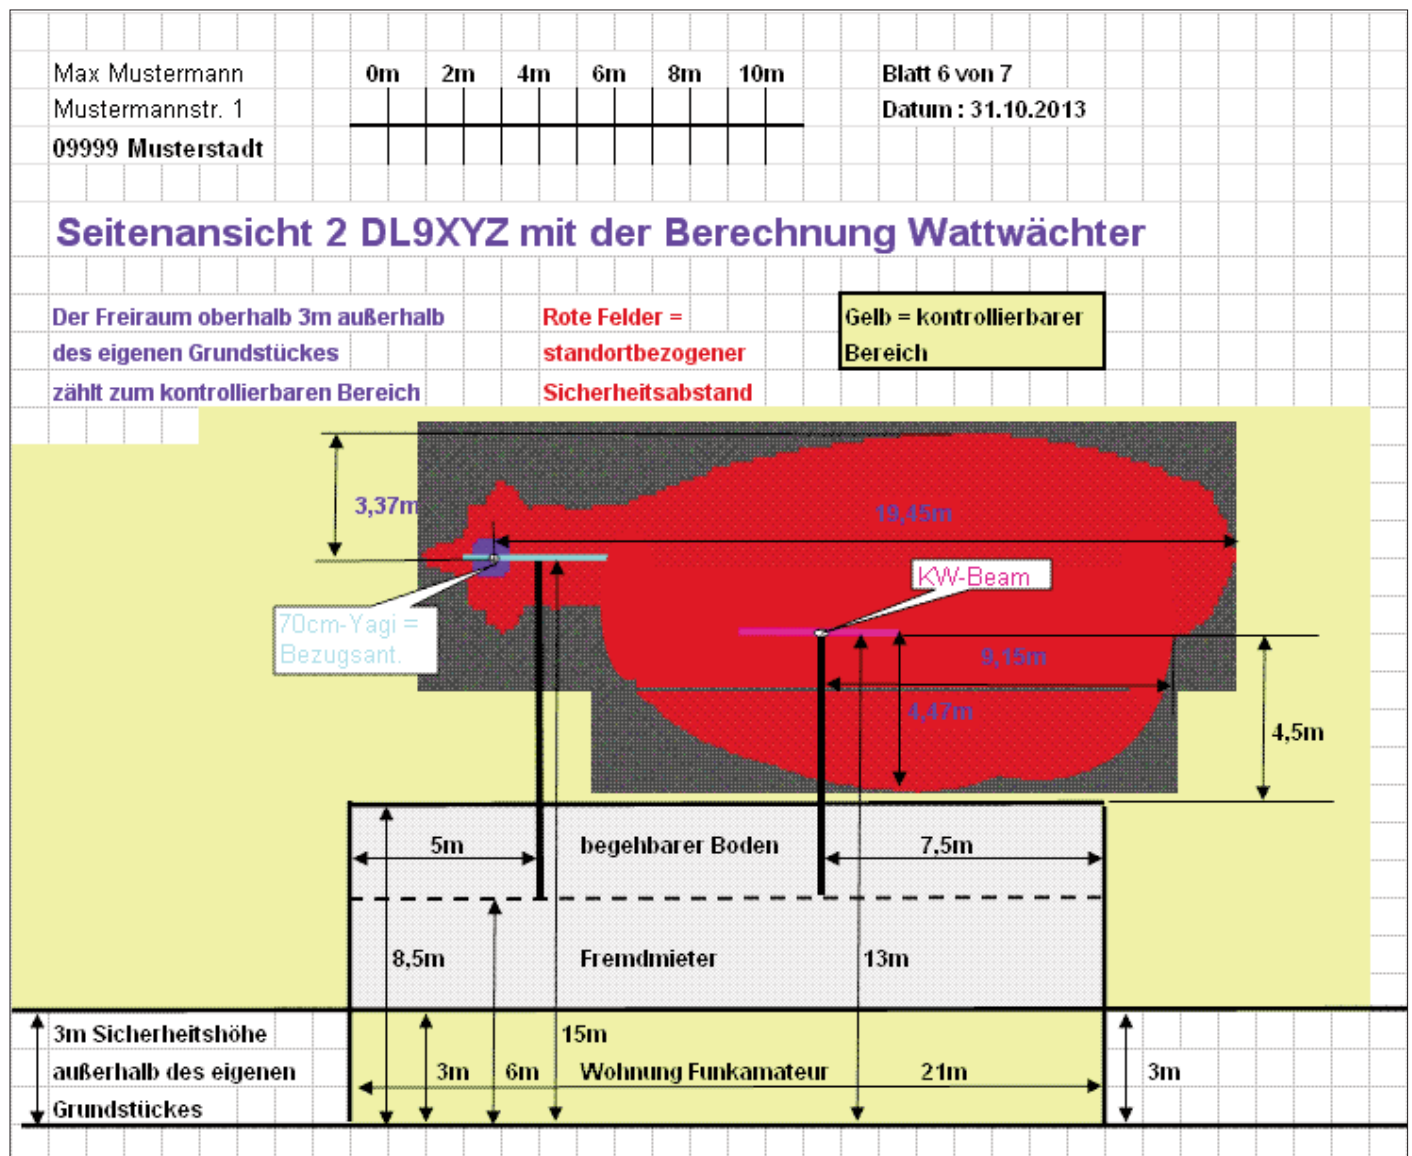 Max Mustermann
Mustermannstr. 1
09999 Musterstadt
0m 2m 4m 6m 8m 10m
Blatt 6 von 7
Datum : 31.10.2013
Seitenansicht 2 DL9XYZ mit der Berechnung Wattwächter
Der Freiraum oberhalb 3m außerhalb
des eigenen Grundstückes
zählt zum kontrollierbaren Bereich
Rote Felder =
standortbezogener
Sicherheitsabstand
Gelb = kontrollierbarer
Bereich
3,37m
19,45m
KW-Beam
70cm-Yagi =
Bezugsant.
9,15m
4,47m
4,5m
5m
begehbarer Boden
7,5m
8,5m
Fremdmieter
13m
3m Sicherheitshöhe
außerhalb des eigenen
Grundstückes
15m
3m
6m
Wohnung Funkamateur
21m
3m